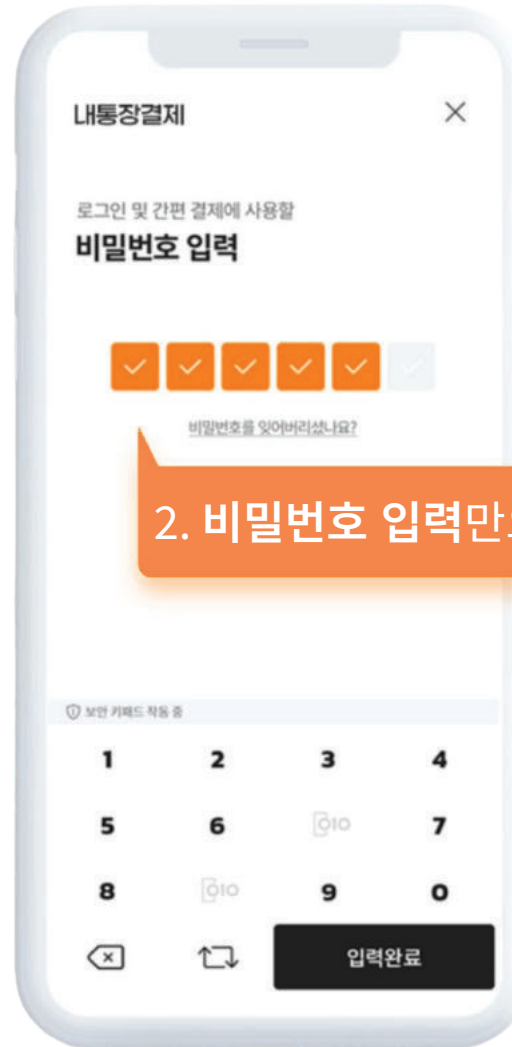 내통장결제
로그인 및 간편 결제에 사용할
비밀번호 입력
비밀번호를 잊어버리셨나요?
2. 비밀번호 입력만
보안 키패드 작동 중
1 2 3 4
5 6 010 7
8 010 9 0
입력완료